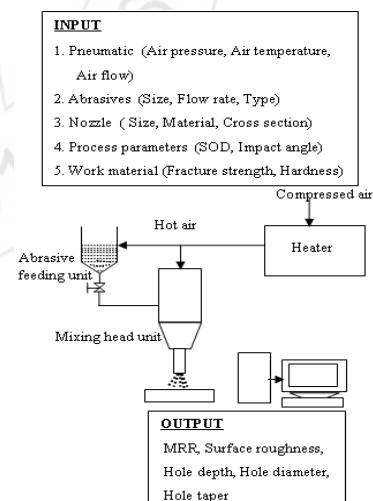 INPUT
1. Pneumatic (Air pressure, Air temperature,
Air flow)
2. Abrasives (Size, Flow rate, Type)
3. Nozzle ( Size, Material, Cross section)
4. Process parameters (SOD, Impact angle)
5. Work material (Fracture strength, Hardness)
Compressed air
Hot air
Heater
Abrasive
feeding unit
Mixing head unit
OUTPUT
MRR, Surface roughness,
Hole depth, Hole diameter,
Hole taper